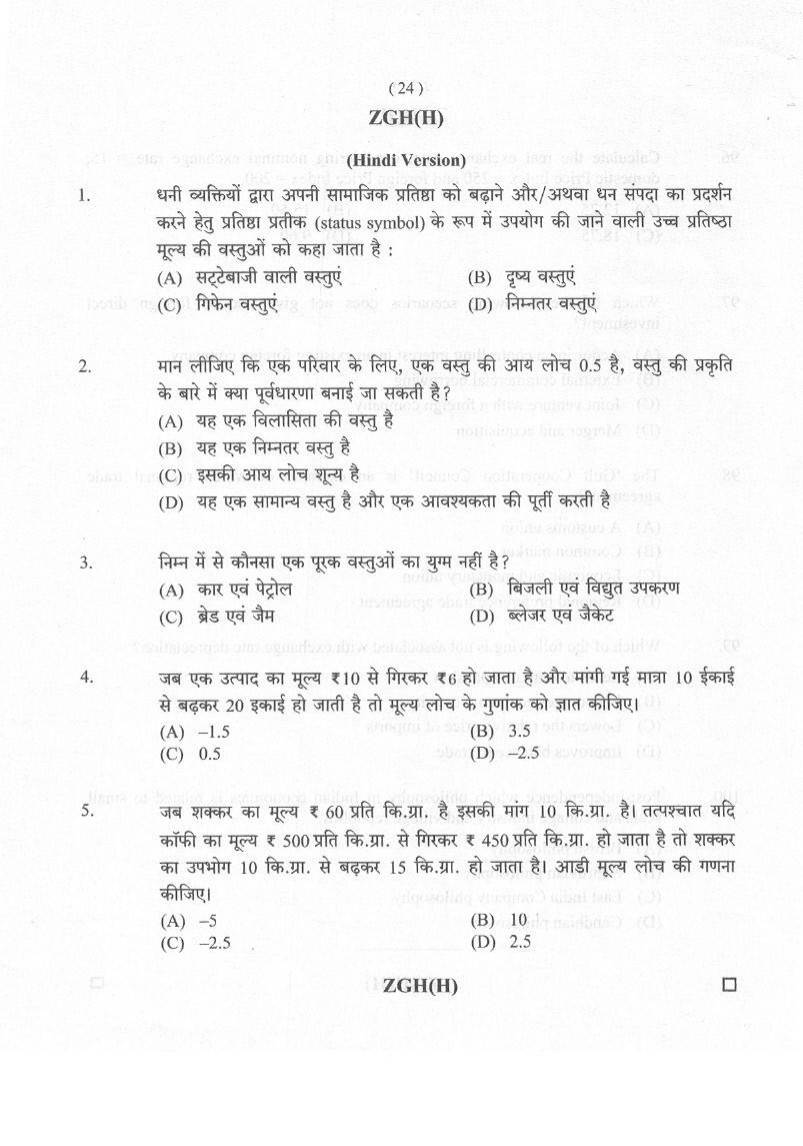 ( 24 )
ZGH(H)
(Hindi Version)
1. धनी व्यक्तियों द्वारा अपनी सामाजिक प्रतिष्ठा को बढ़ाने और/अथवा धन संपदा का प्रदर्शन
करने हेतु प्रतिष्ठा प्रतीक (status symbol) के रूप में उपयोग की जाने वाली उच्च प्रतिष्ठा
मूल्य की वस्तुओं को कहा जाता है :
(A) सट्टेबाजी वाली वस्तुएं (B) दृष्य वस्तुएं
(C) गिफेन वस्तुएं (D) निम्नतर वस्तुएं
2. मान लीजिए कि एक परिवार के लिए, एक वस्तु की आय लोच 0.5 है, वस्तु की प्रकृति
के बारे में क्या पूर्वधारणा बनाई जा सकती है?
(A) यह एक विलासिता की वस्तु है
(B) यह एक निम्नतर वस्तु है
(C) इसकी आय लोच शून्य है
(D) यह एक सामान्य वस्तु है और एक आवश्यकता की पूर्ती करती है
3. निम्न में से कौनसा एक पूरक वस्तुओं का युग्म नहीं है?
(A) कार एवं पेट्रोल (B) बिजली एवं विद्युत उपकरण
(C) ब्रेड एवं जैम (D) ब्लेजर एवं जैकेट
4. जब एक उत्पाद का मूल्य ₹10 से गिरकर ₹6 हो जाता है और मांगी गई मात्रा 10 ईकाई
से बढ़कर 20 इकाई हो जाती है तो मूल्य लोच के गुणांक को ज्ञात कीजिए।
(A) –1.5 (B) 3.5
(C) 0.5 (D) –2.5
5. जब शक्कर का मूल्य ₹ 60 प्रति कि.ग्रा. है इसकी मांग 10 कि.ग्रा. है। तत्पश्चात यदि
कॉफी का मूल्य ₹ 500 प्रति कि.ग्रा. से गिरकर ₹ 450 प्रति कि.ग्रा. हो जाता है तो शक्कर
का उपभोग 10 कि.ग्रा. से बढ़कर 15 कि.ग्रा. हो जाता है। आडी मूल्य लोच की गणना
कीजिए।
(A) –5 (B) 10
(C) –2.5 (D) 2.5
ZGH(H)